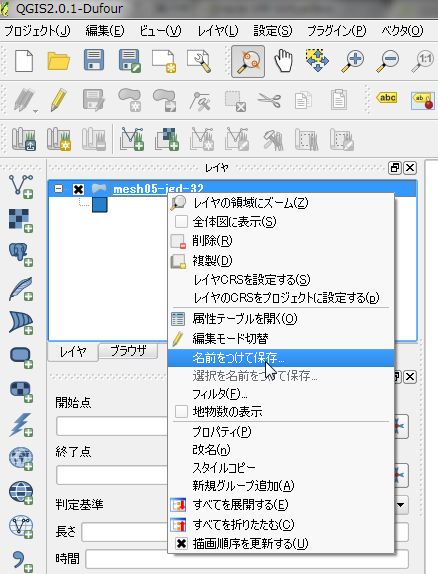 QGIS2.0.1-Dufour
プロジェクト(J) 編集(E) ビュー(V) レイヤ(L) 設定(S) プラグイン(P) ベクタ(O)
1:1
abc
ab
レイヤ
mesh05-jgd-32
レイヤの領域にズーム(Z)
全体図に表示(S)
削除(R)
複製(D)
レイヤCRSを設定する(S)
レイヤのCRSをプロジェクトに設定する(p)
属性テーブルを開く(O)
編集モード切替
名前をつけて保存...
選択を名前をつけて保存...
フィルタ(F)...
地物数の表示
プロパティ(P)
改名(n)
スタイルコピー
新規グループ追加(A)
すべてを展開する(E)
すべてを折りたたむ(C)
描画順序を更新する(U)
レイヤ ブラウザ
開始点
終了点
判定基準
長さ
時間